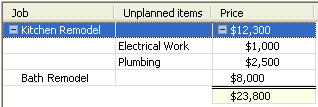 Job Unplanned items Price
Kitchen Remodel $12,300
Electrical Work $1,000
Plumbing $2,500
Bath Remodel $8,000
$23,800